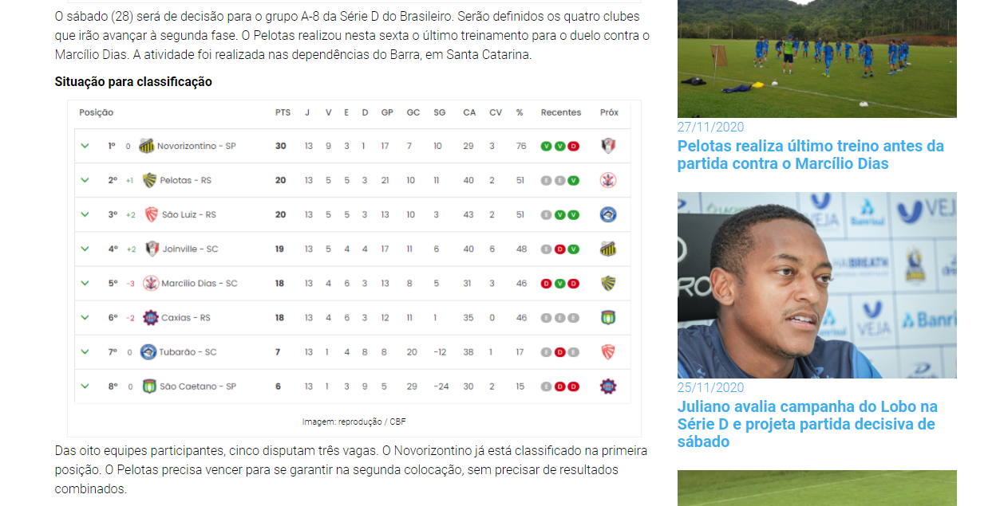 O sábado (28) será de decisão para o grupo A-8 da Série D do Brasileiro. Serão definidos os quatro clubes
que irão avançar à segunda fase. O Pelotas realizou nesta sexta o último treinamento para o duelo contra o
Marcílio Dias. A atividade foi realizada nas dependências do Barra, em Santa Catarina.
Situação para classificação
Posição PTS J V E D GP GC SG CA CV % Recentes Próx
1º 0 Novorizontino - SP 30 13 9 3 1 17 7 10 29 3 76 V V D
2º +1 Pelotas - RS 20 13 5 5 3 21 10 11 40 2 51 E E V
3º +2 São Luiz - RS 20 13 5 5 3 13 10 3 43 2 51 E V V
4º +2 Joinville - SC 19 13 5 4 4 17 11 6 40 6 48 E D V
5º -3 Marcílio Dias - SC 18 13 4 6 3 13 8 5 31 3 46 D V D
6º -2 Caxias - RS 18 13 4 6 3 12 11 1 35 0 46 E E E
7º 0 Tubarão - SC 7 13 1 4 8 8 20 -12 38 1 17 E D E
8º 0 São Caetano - SP 6 13 1 3 9 5 29 -24 30 2 15 E D D
Imagem: reprodução / CBF
Das oito equipes participantes, cinco disputam três vagas. O Novorizontino já está classificado na primeira
posição. O Pelotas precisa vencer para se garantir na segunda colocação, sem precisar de resultados
combinados.
27/11/2020
Pelotas realiza último treino antes da
partida contra o Marcílio Dias
VEJA
Banrisul
VEJ
VEJA
Banri
25/11/2020
Juliano avalia campanha do Lobo na
Série D e projeta partida decisiva de
sábado